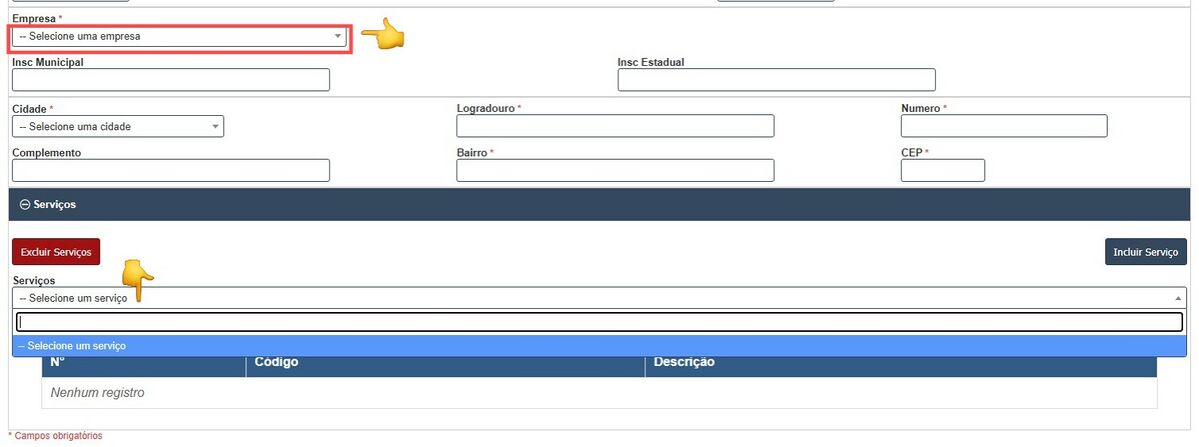 Empresa *
-- Selecione uma empresa
Insc Municipal Insc Estadual
Cidade * Logradouro * Numero *
-- Selecione uma cidade
Complemento Bairro * CEP *
Serviços
Excluir Serviços Incluir Serviço
Serviços
-- Selecione um serviço
-- Selecione um serviço
Nº Código Descrição
Nenhum registro
* Campos obrigatórios